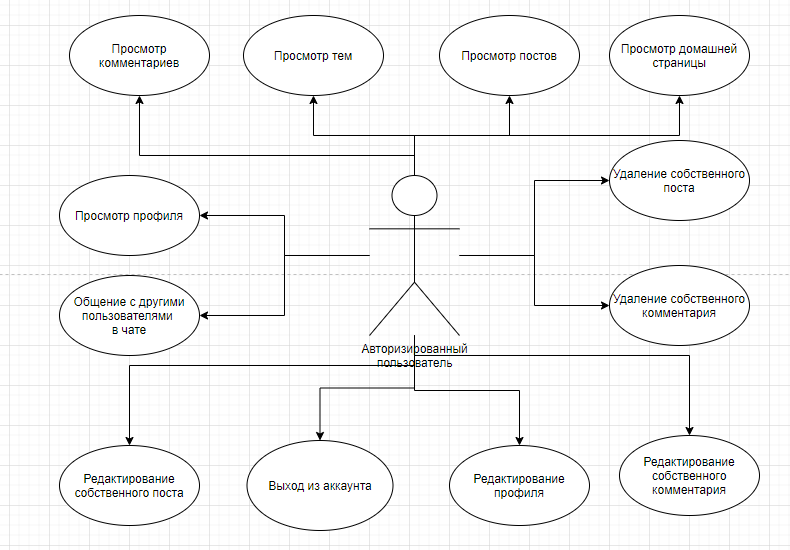 Просмотр
комментариев
Просмотр тем
Просмотр постов
Просмотр домашней
страницы
Удаление собственного
поста
Просмотр профиля
Общение с другими
пользователями
в чате
Удаление собственного
комментария
Авторизированный
пользователь
Редактирование
собственного поста
Выход из аккаунта
Редактирование
профиля
Редактирование
собственного
комментария